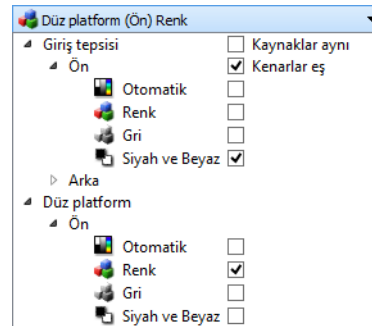 Düz platform (Ön) Renk
Giriş tepsisi Kaynaklar aynı
Ön Kenarlar eş
Otomatik
Renk
Gri
Siyah ve Beyaz
Arka
Düz platform
Ön
Otomatik
Renk
Gri
Siyah ve Beyaz